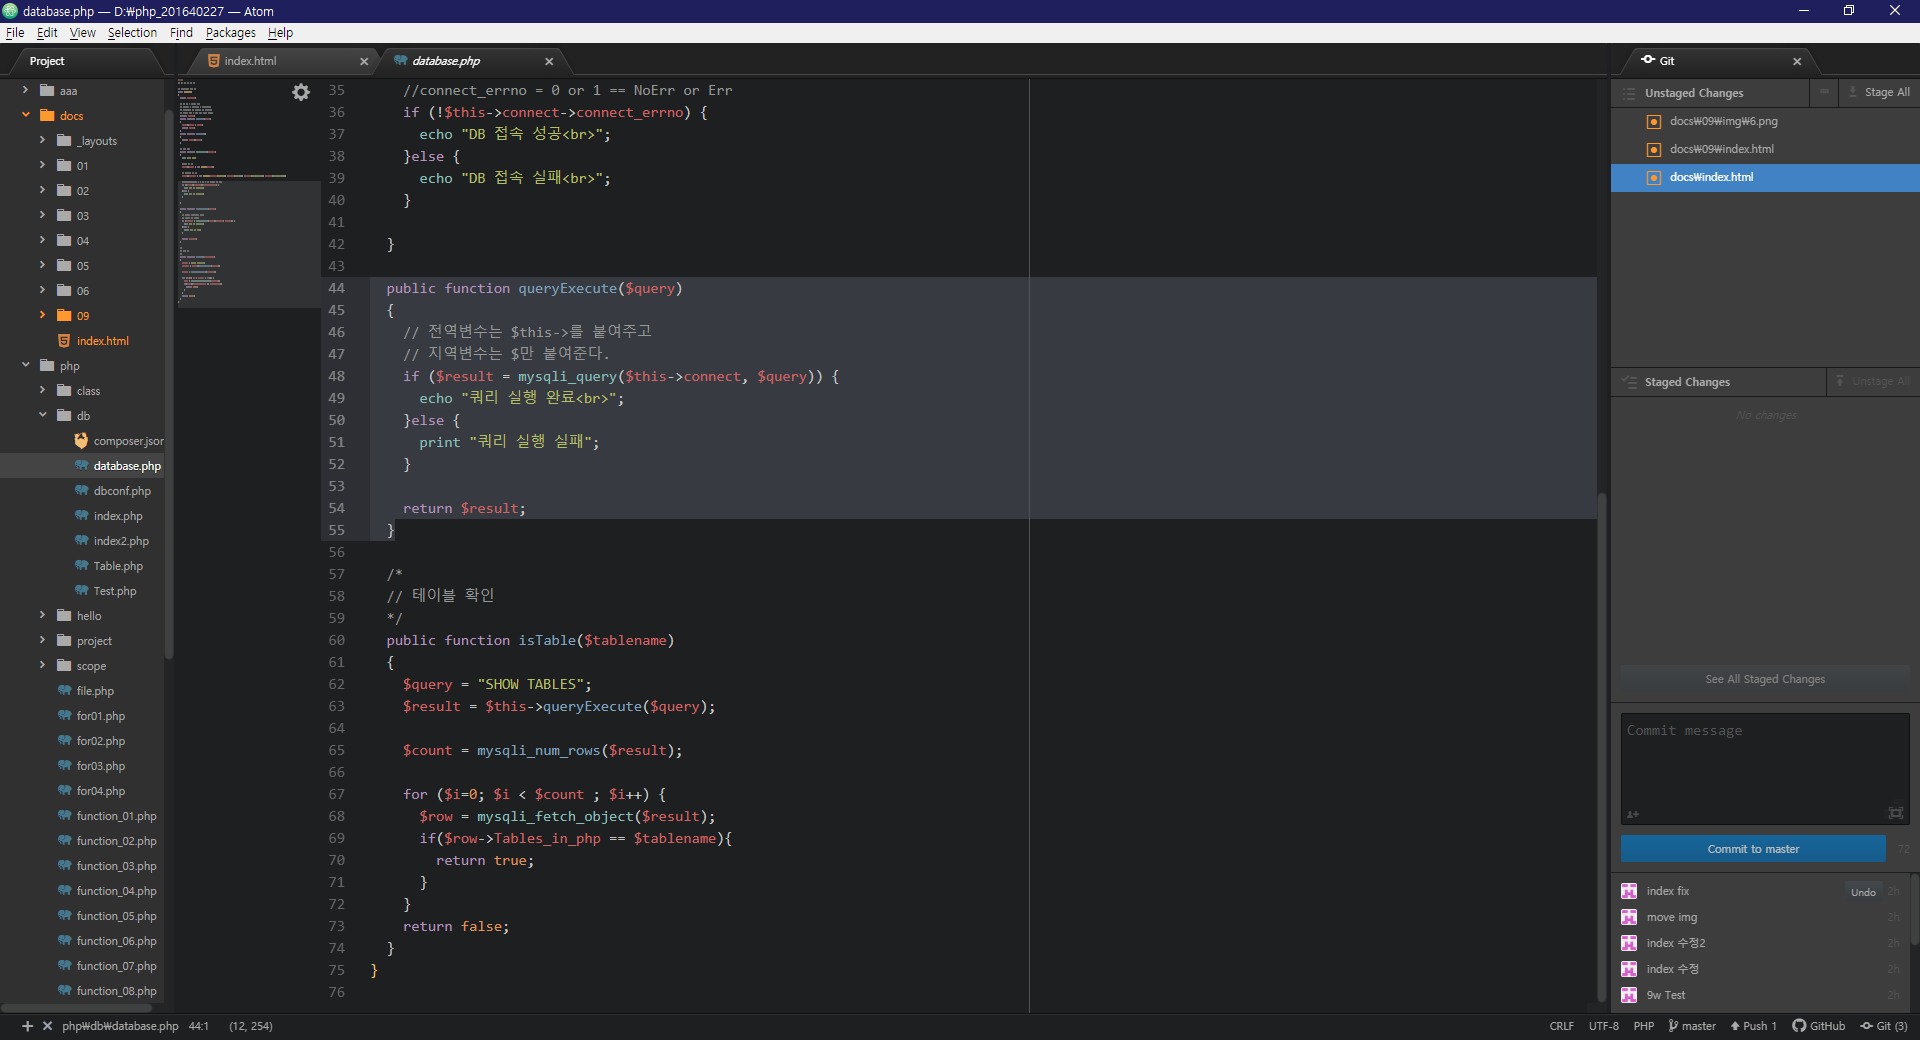 database.php — D:₩php_201640227 — Atom
File Edit View Selection Find Packages Help
Project
aaa
docs
_layouts
01
02
03
04
05
06
09
index.html
php
class
db
composer.json
database.php
dbconf.php
index.php
index2.php
Table.php
Test.php
hello
project
scope
file.php
for01.php
for02.php
for03.php
for04.php
function_01.php
function_02.php
function_03.php
function_04.php
function_05.php
function_06.php
function_07.php
function_08.php
index.html
database.php
35 //connect_errno = 0 or 1 == NoErr or Err
36 if (!$this->connect->connect_errno) {
37 echo "DB 접속 성공<br>";
38 }else {
39 echo "DB 접속 실패<br>";
40 }
41
42 }
43
44 public function queryExecute($query)
45 {
46 // 전역변수는 $this->를 붙여주고
47 // 지역변수는 $만 붙여준다.
48 if ($result = mysqli_query($this->connect, $query)) {
49 echo "쿼리 실행 완료<br>";
50 }else {
51 print "쿼리 실행 실패";
52 }
53
54 return $result;
55 }
56
57 /*
58 // 테이블 확인
59 */
60 public function isTable($tablename)
61 {
62 $query = "SHOW TABLES";
63 $result = $this->queryExecute($query);
64
65 $count = mysqli_num_rows($result);
66
67 for ($i=0; $i < $count ; $i++) {
68 $row = mysqli_fetch_object($result);
69 if($row->Tables_in_php == $tablename){
70 return true;
71 }
72 }
73 return false;
74 }
75 }
76
Git
Unstaged Changes Stage All
docs₩09₩img₩6.png
docs₩09₩index.html
docs₩index.html
Staged Changes Unstage All
No changes
See All Staged Changes
Commit message
Commit to master 72
index fix Undo 2h
move img 2h
index 수정2 2h
index 수정 2h
9w Test 2h
php₩db₩database.php 44:1 (12, 254)
CRLF UTF-8 PHP master Push 1 GitHub Git (3)